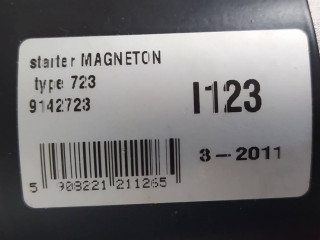 starter MAGNETON
type 723
9142723
I123
3-2011
5 908221 211265